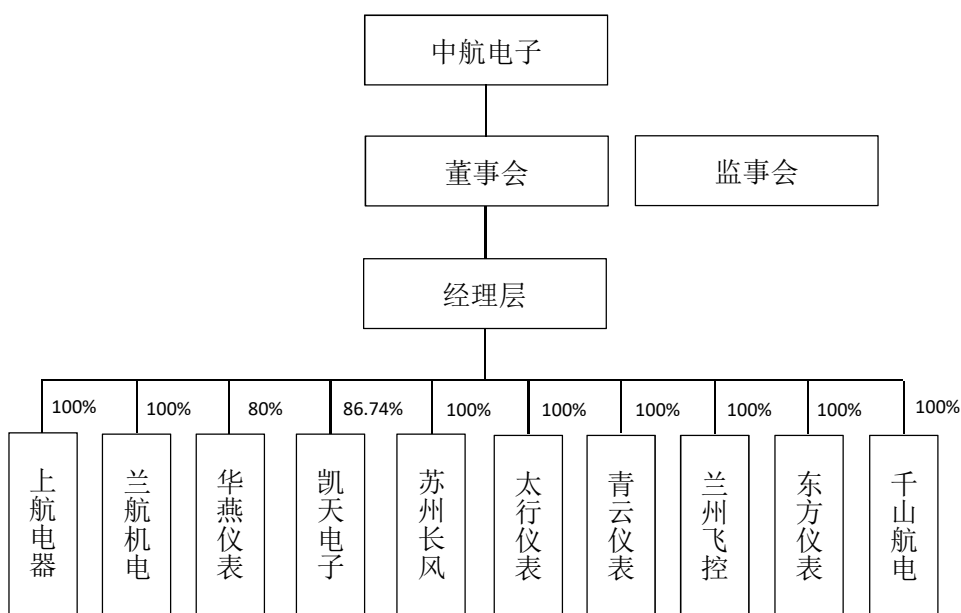 中航电子
董事会
监事会
经理层
100%
100%
80%
86.74%
100%
100%
100%
100%
100%
100%
上航电器
兰航机电
华燕仪表
凯天电子
苏州长风
太行仪表
青云仪表
兰州飞控
东方仪表
千山航电